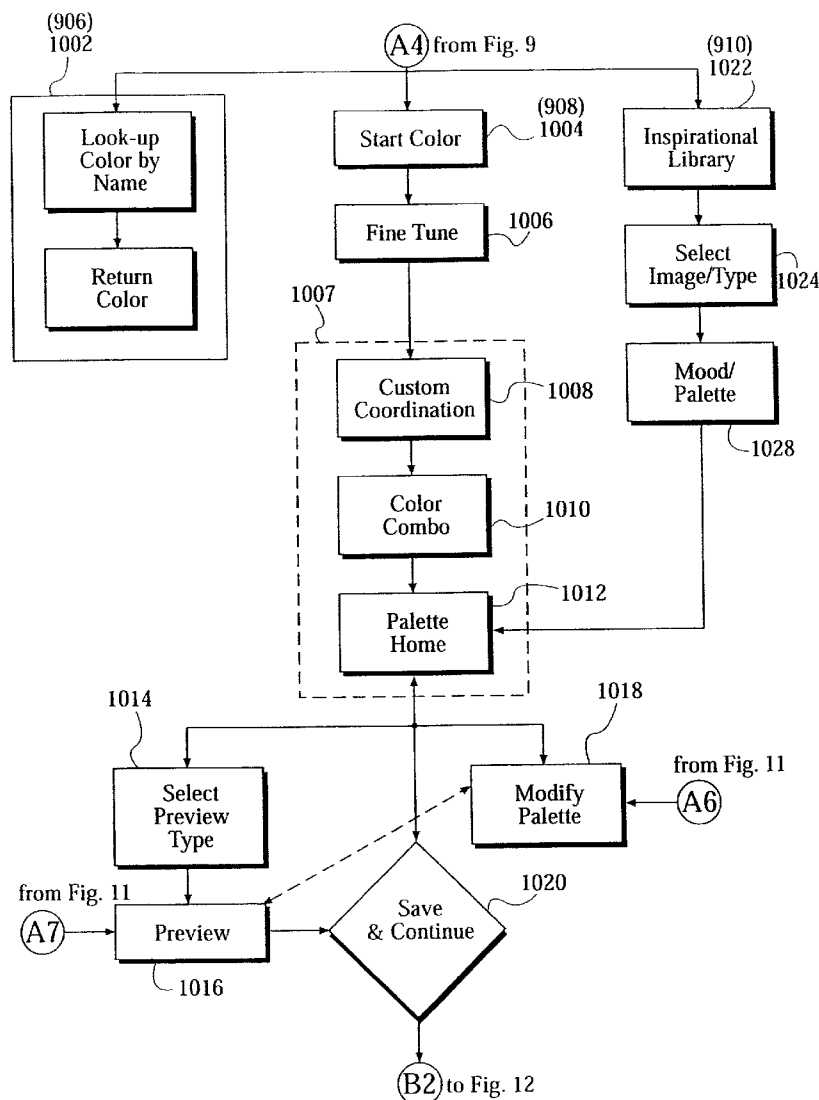 (906)
1002
A4 from Fig. 9
(910)
1022
Look-up
Color by
Name
Start Color
(908)
1004
Inspirational
Library
Return
Color
Fine Tune
1006
Select
Image/Type
1024
1007
Custom
Coordination
1008
Mood/
Palette
1028
Color
Combo
1010
Palette
Home
1012
1014
1018
Select
Preview
Type
Modify
Palette
from Fig. 11
A6
from Fig. 11
A7
Preview
1016
Save
& Continue
1020
B2 to Fig. 12